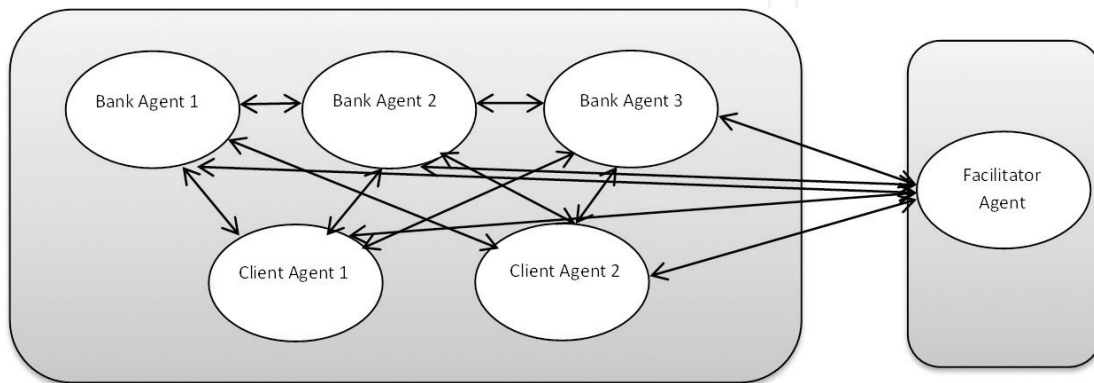 Bank Agent 1
Bank Agent 2
Bank Agent 3
Facilitator
Agent
Client Agent 1
Client Agent 2